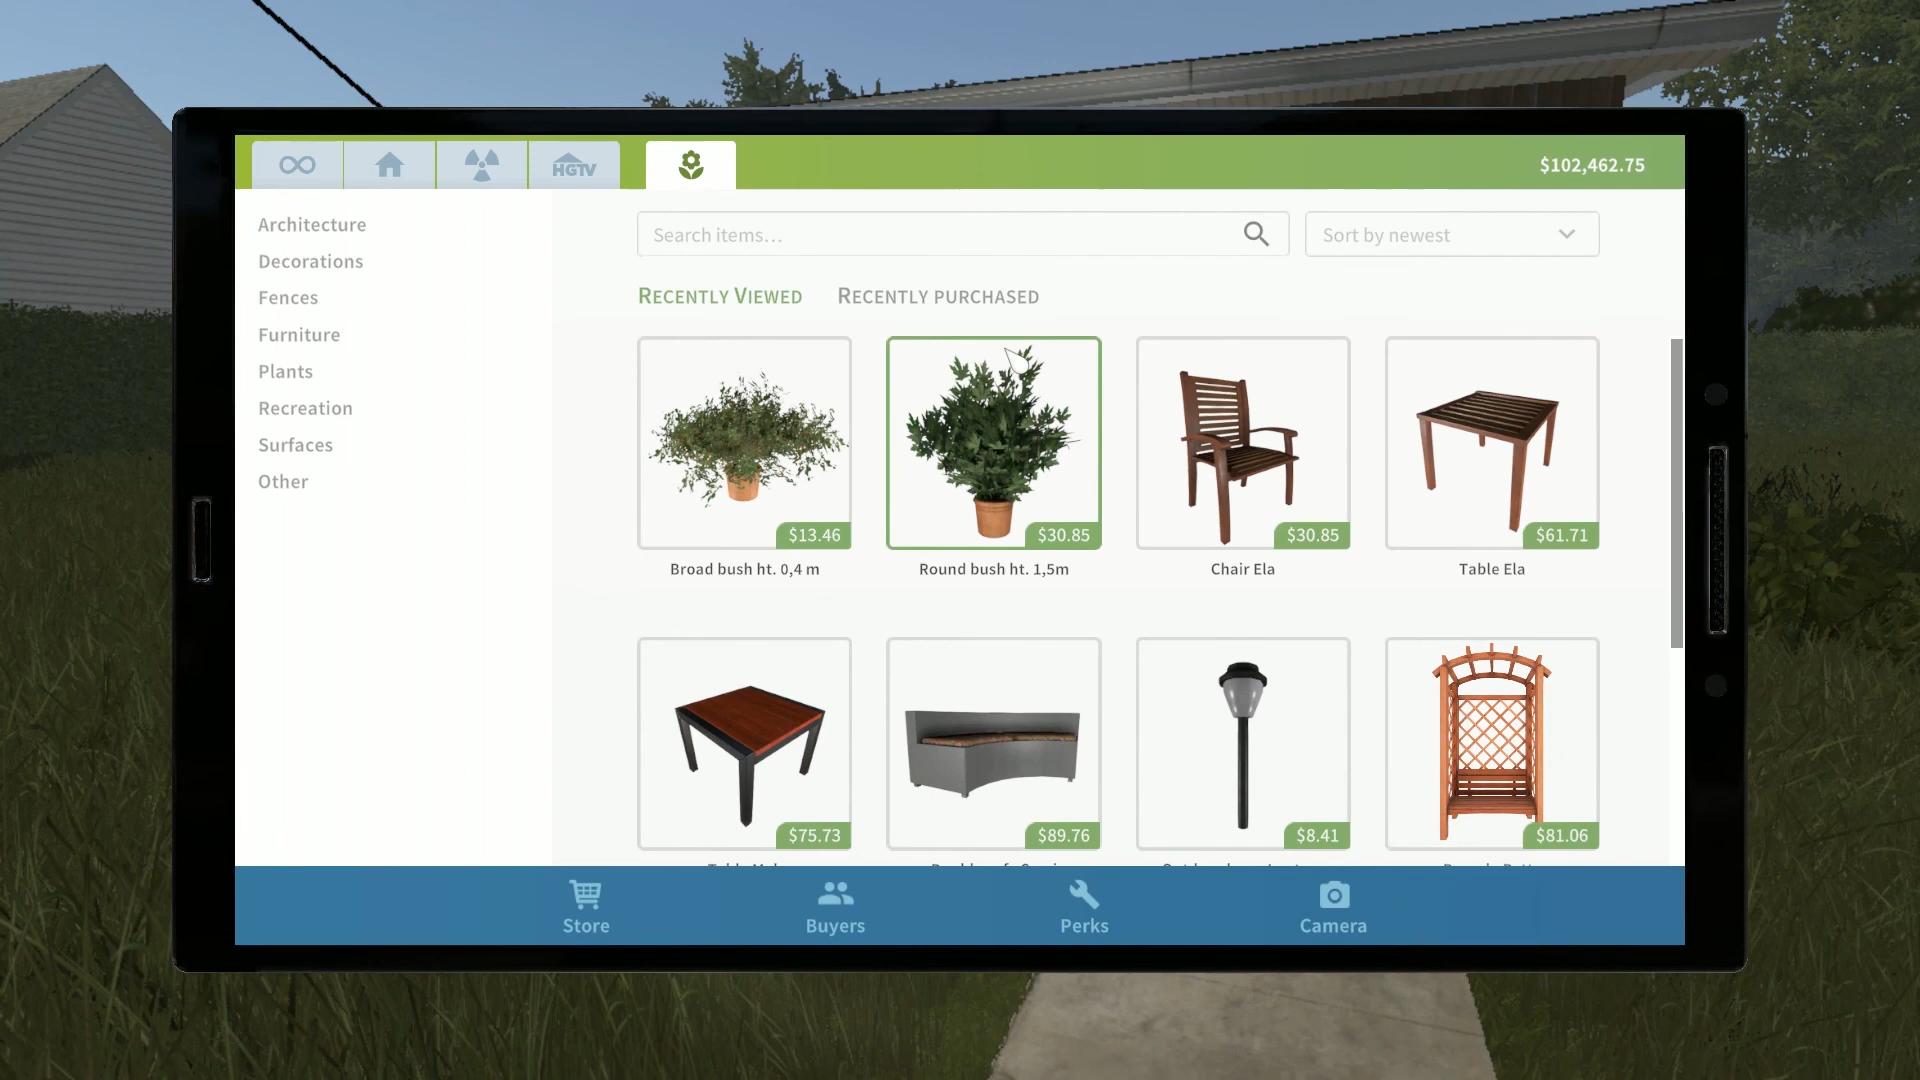 HGTV
$102,462.75
Architecture
Decorations
Fences
Furniture
Plants
Recreation
Surfaces
Other
Search items...
Sort by newest
RECENTLY VIEWED
RECENTLY PURCHASED
$13.46
$30.85
$30.85
$61.71
Broad bush ht. 0,4 m
Round bush ht. 1,5m
Chair Ela
Table Ela
$75.73
$89.76
$8.41
$81.06
Store
Buyers
Perks
Camera